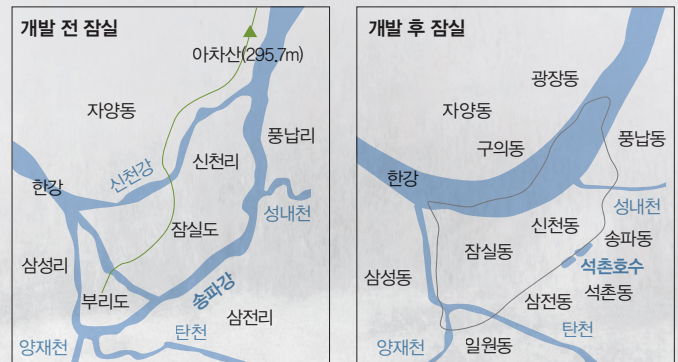 개발 전 잠실
아차산(295.7m)
자양동
풍납리
신천강
신천리
한강
성내천
잠실도
삼성리
송파강
부리도
삼전리
양재천
탄천
개발 후 잠실
광장동
자양동
풍납동
구의동
한강
성내천
신천동
송파동
잠실동
석촌호수
삼성동
석촌동
삼전동
탄천
양재천
일원동